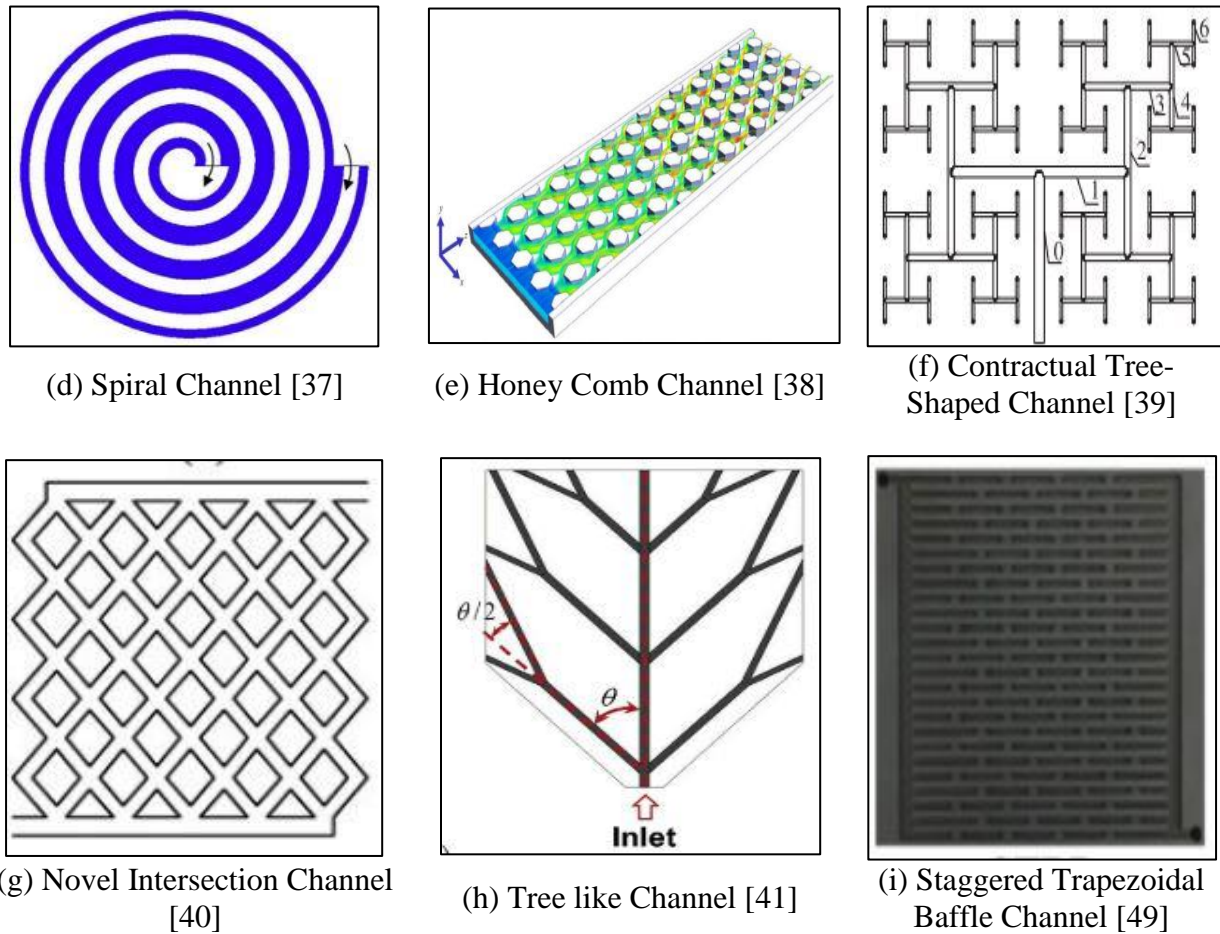 y
z
x
6
5
3
4
2
1
0
(d) Spiral Channel [37]
(e) Honey Comb Channel [38]
(f) Contractual Tree-
Shaped Channel [39]
θ/2
θ
Inlet
(g) Novel Intersection Channel
[40]
(h) Tree like Channel [41]
(i) Staggered Trapezoidal
Baffle Channel [49]